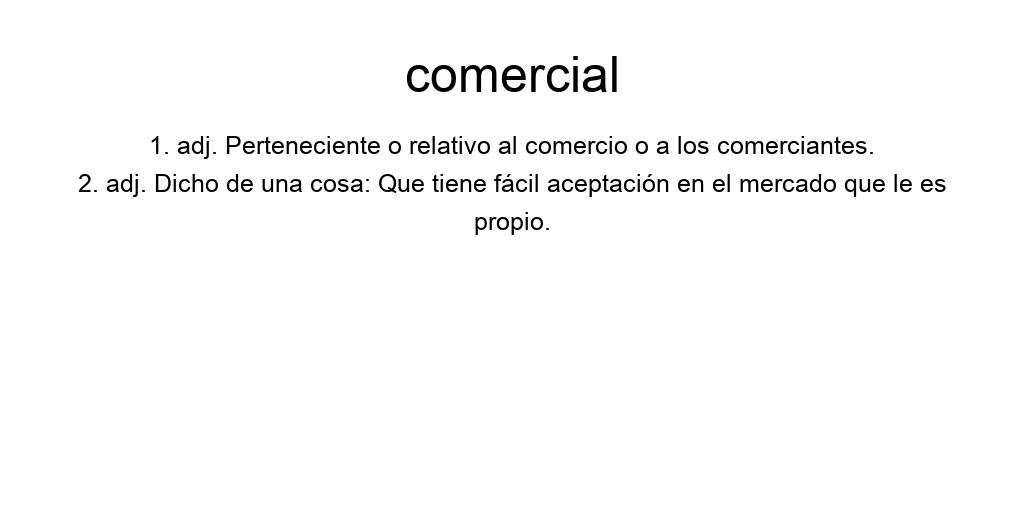 comercial
1. adj. Perteneciente o relativo al comercio o a los comerciantes.
2. adj. Dicho de una cosa: Que tiene fácil aceptación en el mercado que le es
propio.